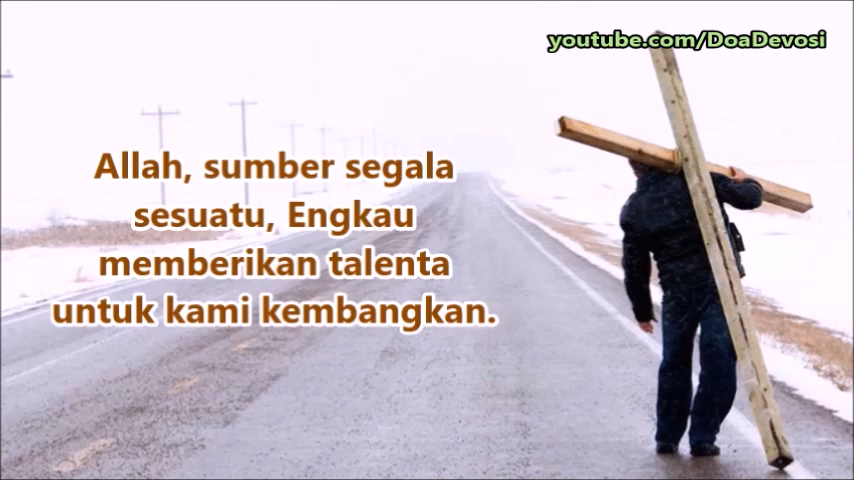 youtube.com/DoaDevosi
Allah, sumber segala
sesuatu, Engkau
memberikan talenta
untuk kami kembangkan.